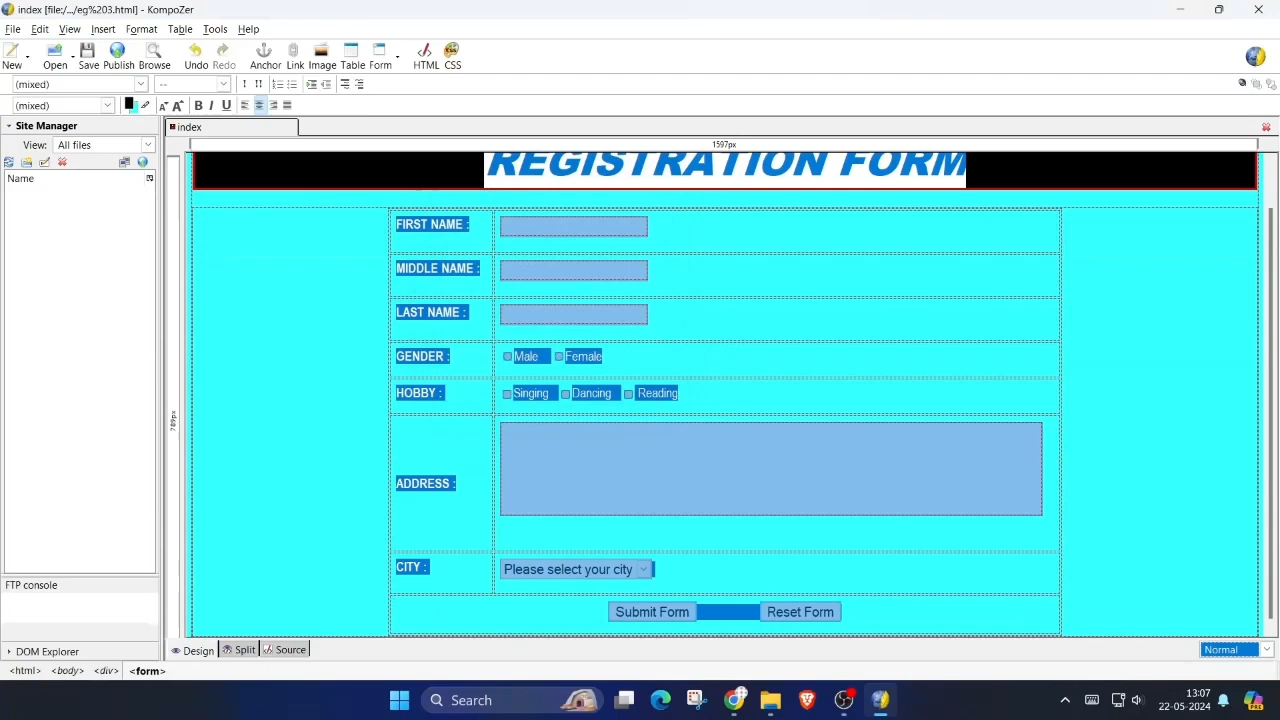 index [file:/.../eg%203.html] - KompoZer
File Edit View Insert Format Table Tools Help
New Open Save Publish Browse Undo Redo Anchor Link Image Table Form HTML CSS
(mixed) --
(mixed) A A B I U
Site Manager
View: All files
Name
index
1597px
789px
REGISTRATION FORM
FIRST NAME :
MIDDLE NAME :
LAST NAME :
GENDER : Male Female
HOBBY : Singing Dancing Reading
ADDRESS :
CITY : Please select your city
Submit Form Reset Form
FTP console
DOM Explorer
Design Split Source Normal
<html> <body> <div> <form>
Search
13:07
22-05-2024